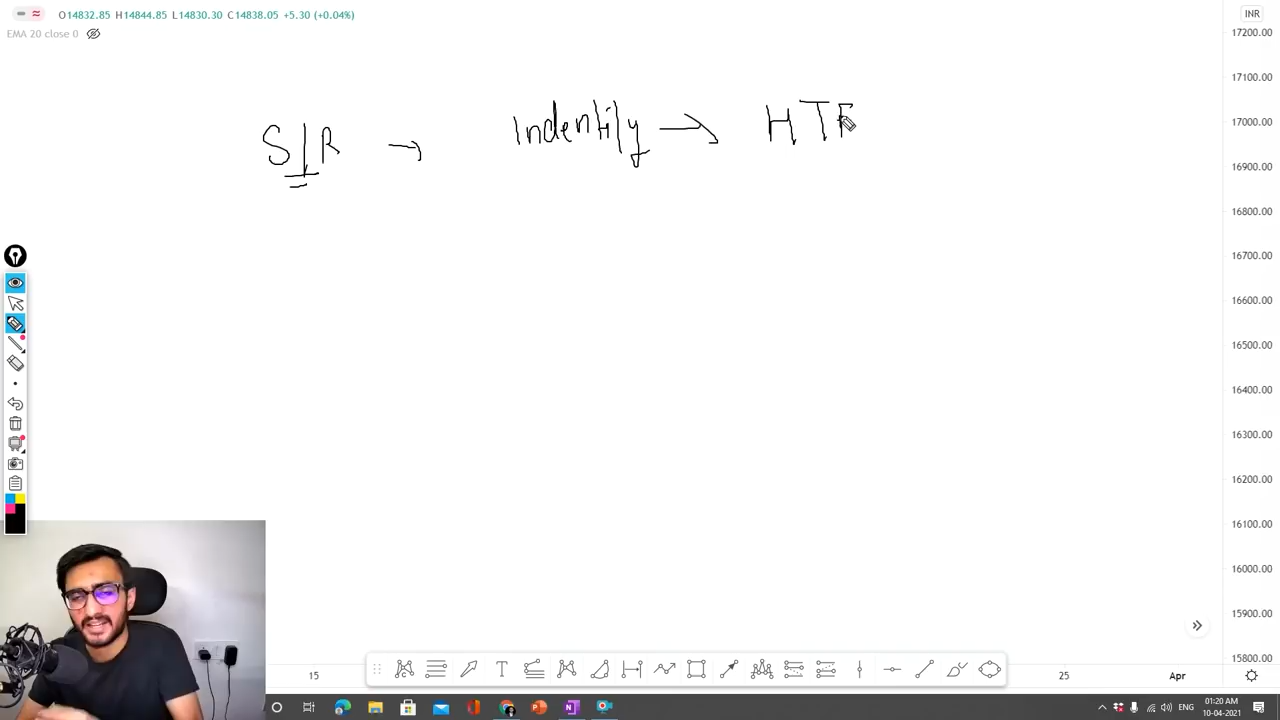 O14832.85 H14844.85 L14830.30 C14838.05 +5.30 (+0.04%)
INR
EMA 20 close 0
17200.00
17100.00
S|R → Indentify → HTF
17000.00
16900.00
16800.00
16700.00
16600.00
16500.00
16400.00
16300.00
16200.00
16100.00
16000.00
15900.00
15800.00
15 25 Apr
ENG
01:20 AM
10-04-2021